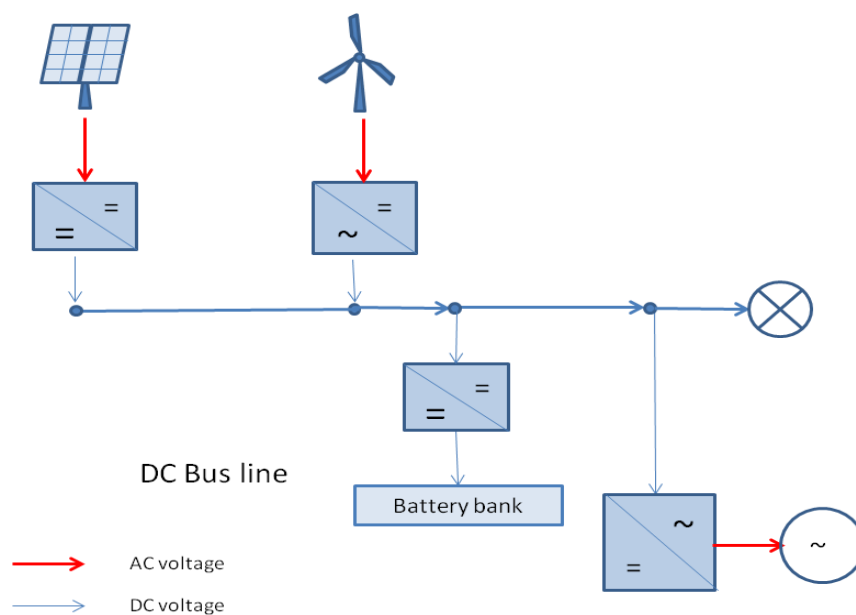 =
=
=
~
=
=
DC Bus line
Battery bank
~
=
~
AC voltage
DC voltage